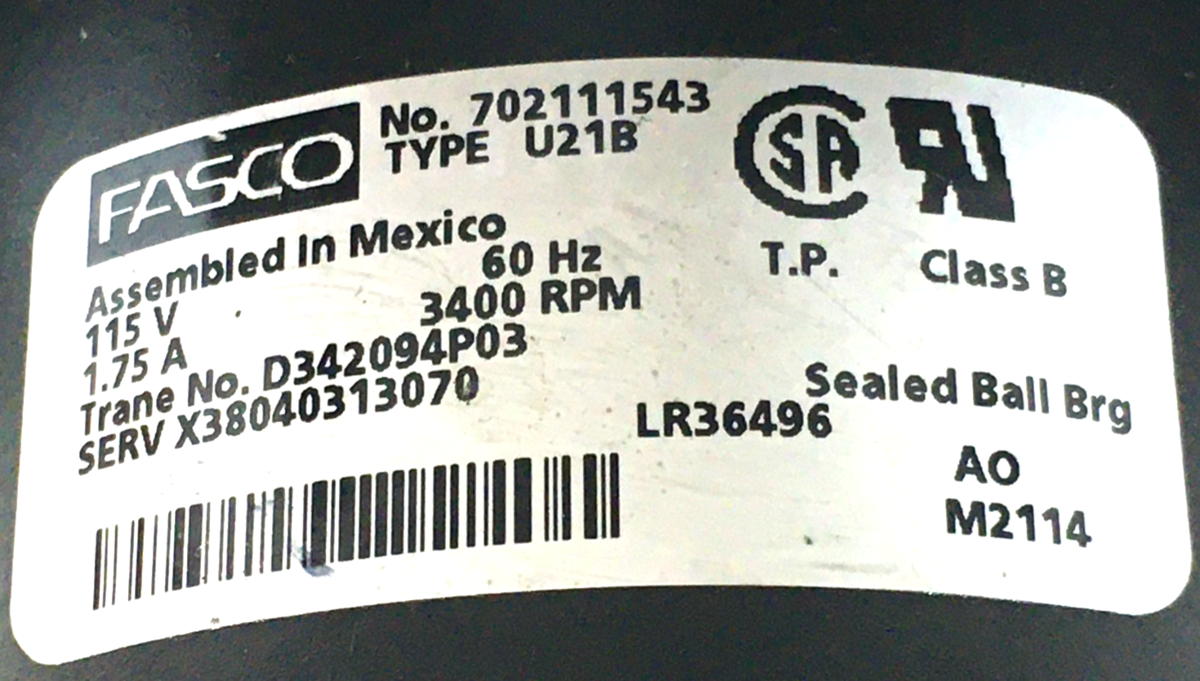 FASCO
No. 702111543
TYPE U21B
Assembled In Mexico
115 V 60 Hz
1.75 A 3400 RPM
Trane No. D342094P03
SERV X38040313070
SA
T.P. Class B
Sealed Ball Brg
LR36496
AO
M2114